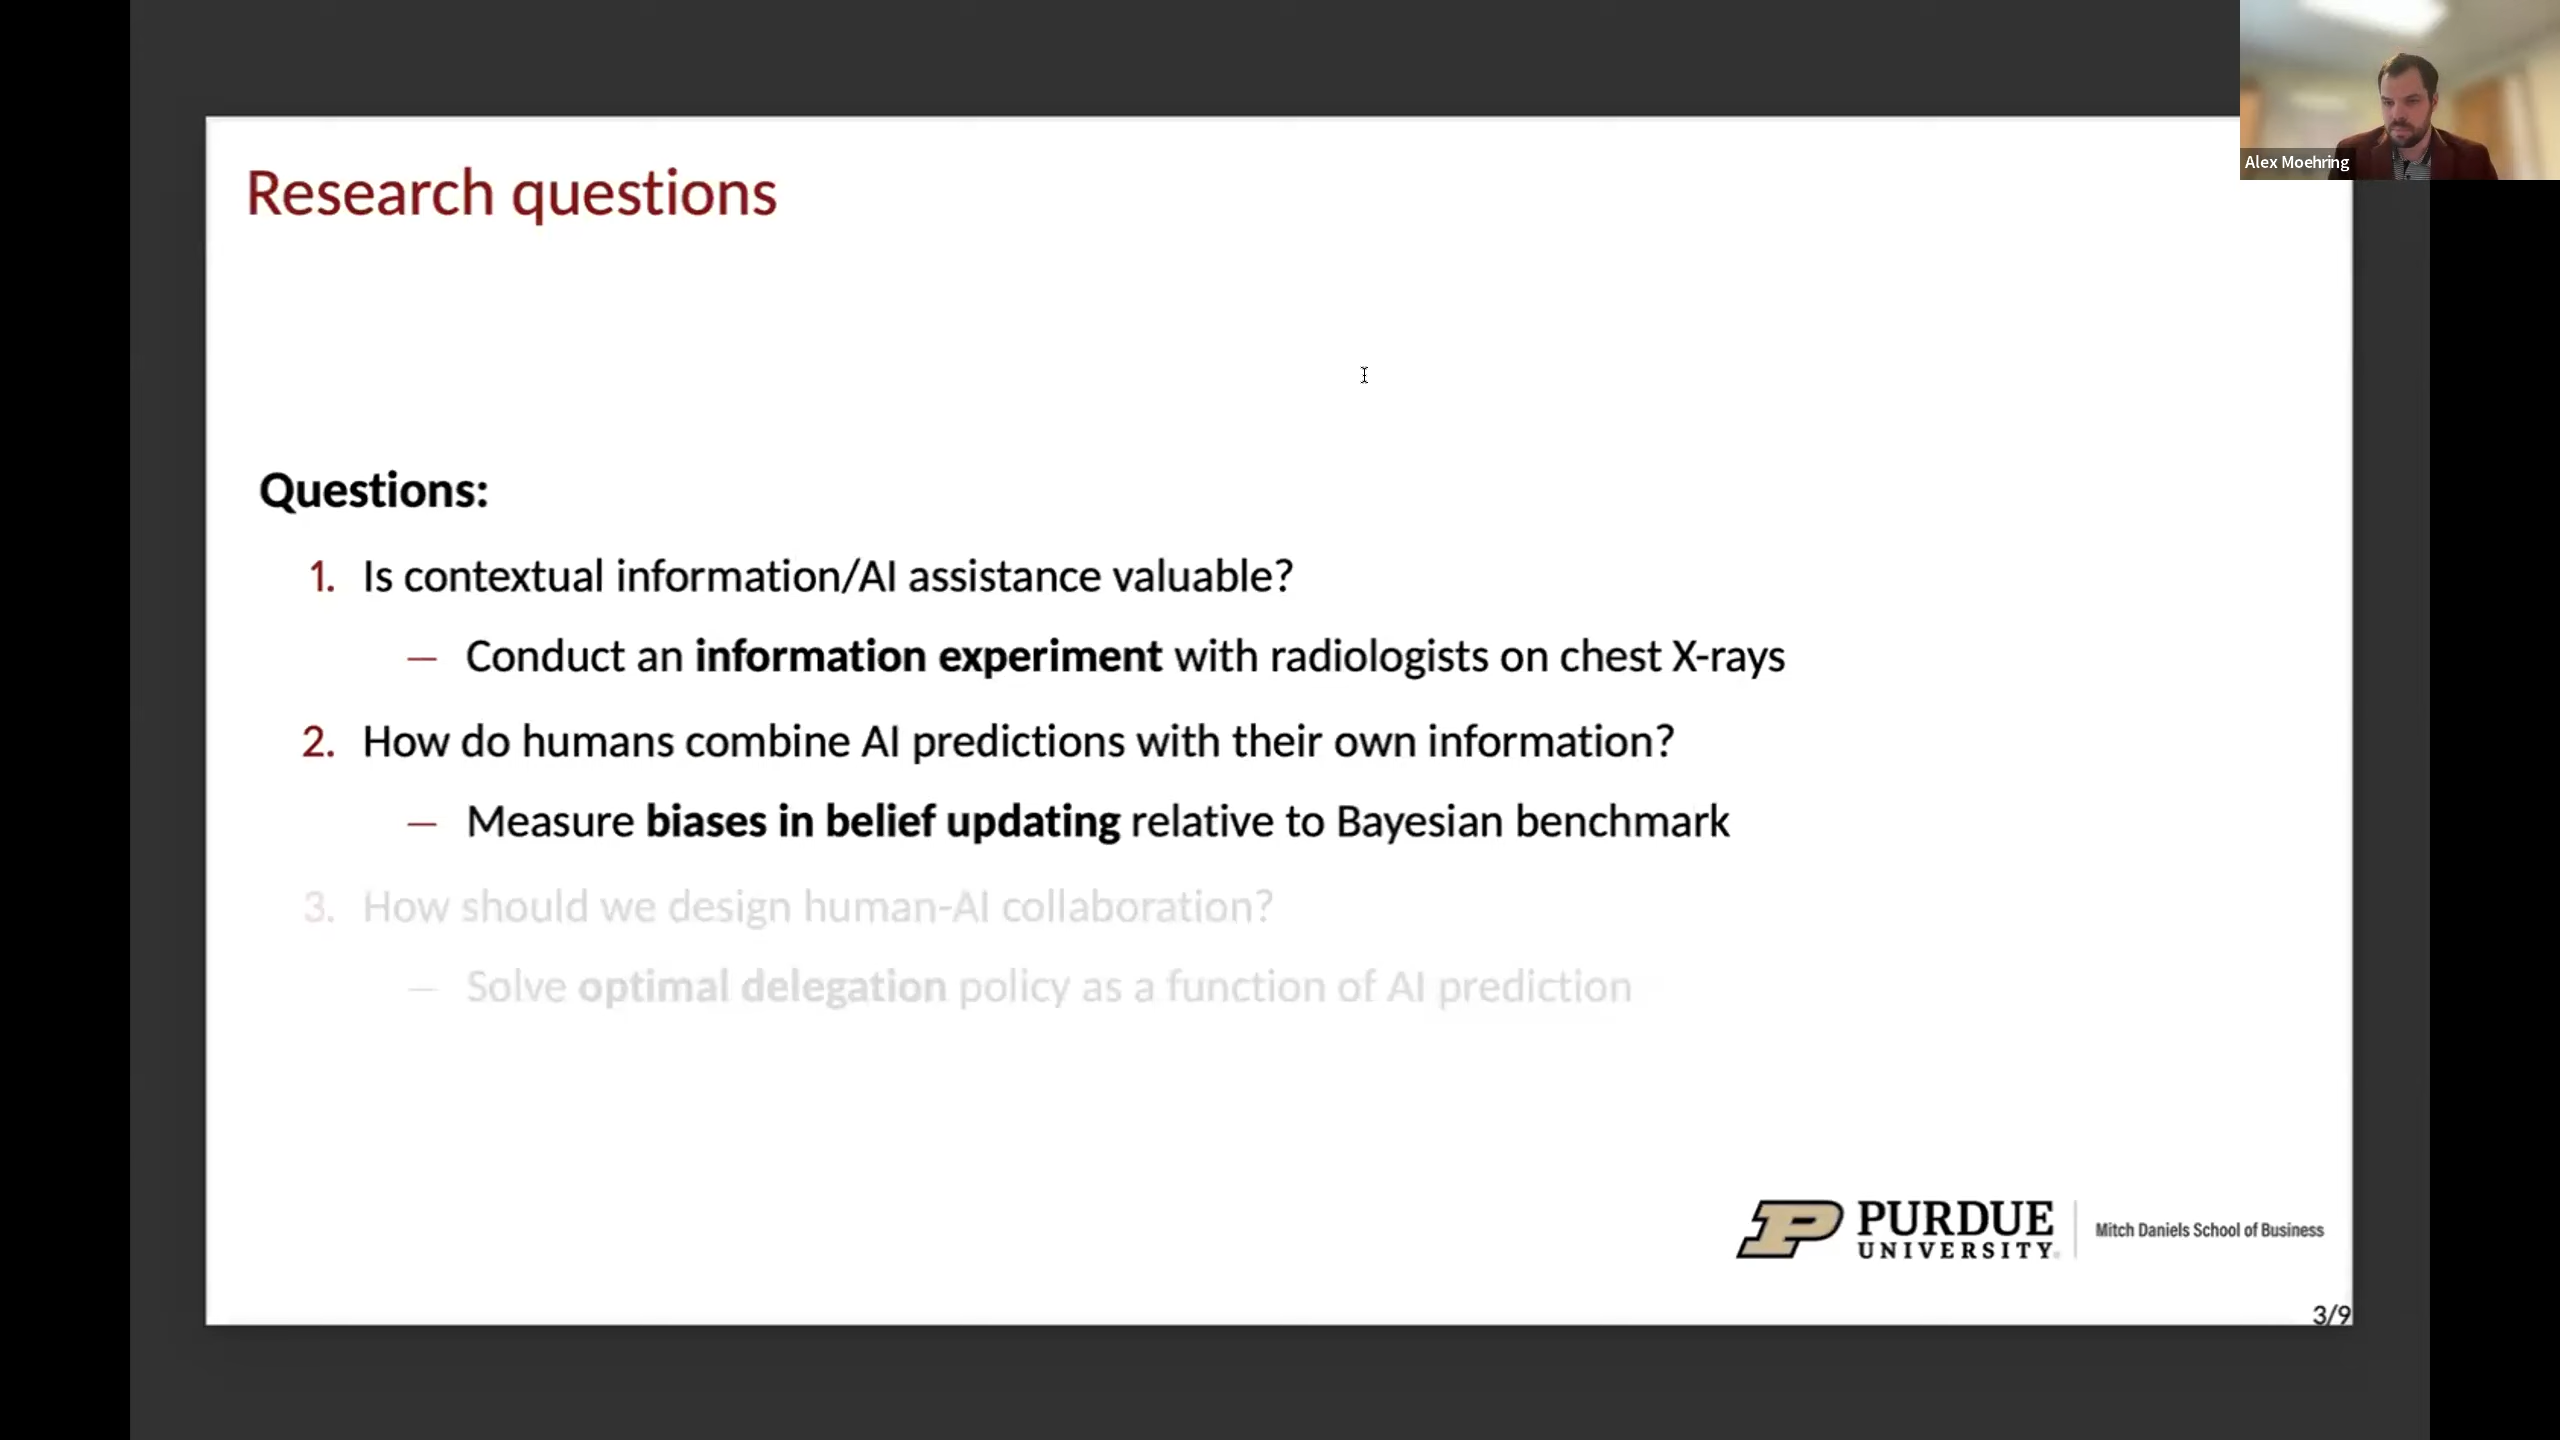 Alex Moehring
Research questions
Questions:
1. Is contextual information/AI assistance valuable?
— Conduct an information experiment with radiologists on chest X-rays
2. How do humans combine AI predictions with their own information?
— Measure biases in belief updating relative to Bayesian benchmark
3. How should we design human-AI collaboration?
— Solve optimal delegation policy as a function of AI prediction
PURDUE
UNIVERSITY
Mitch Daniels School of Business
3/9